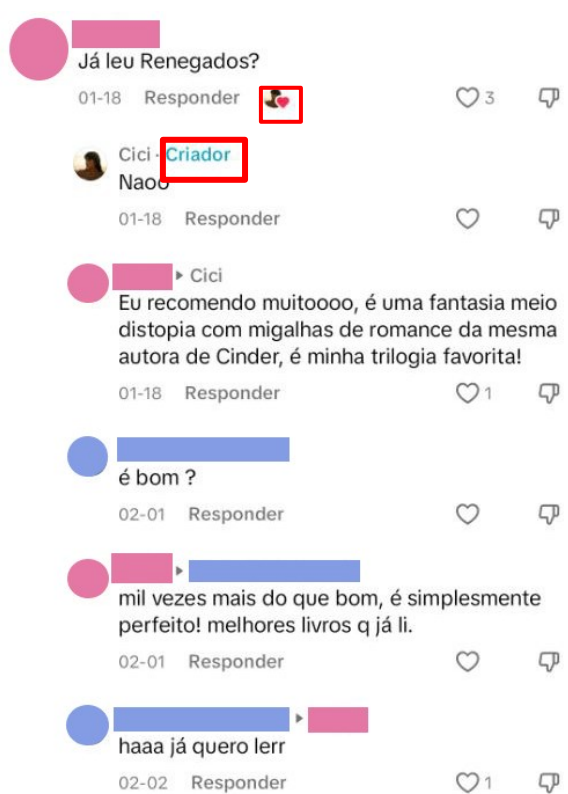 Já leu Renegados?
01-18 Responder 3
Cici · Criador
Naoo
01-18 Responder
Cici
Eu recomendo muitoooo, é uma fantasia meio
distopia com migalhas de romance da mesma
autora de Cinder, é minha trilogia favorita!
01-18 Responder 1
é bom ?
02-01 Responder
mil vezes mais do que bom, é simplesmente
perfeito! melhores livros q já li.
02-01 Responder
haaa já quero lerr
02-02 Responder 1